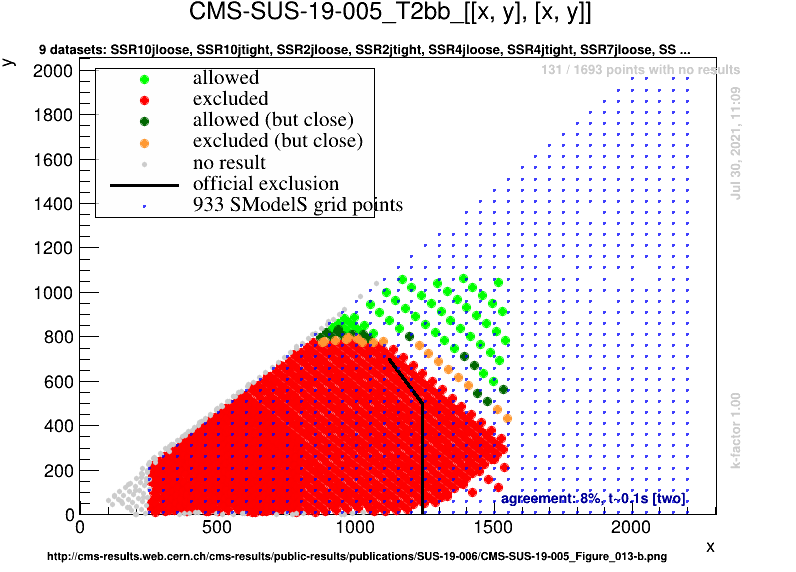 CMS-SUS-19-005_T2bb_[[x, y], [x, y]]
9 datasets: SSR10jloose, SSR10jtight, SSR2jloose, SSR2jtight, SSR4jloose, SSR4jtight, SSR7jloose, SS ...
131 / 1693 points with no results
y
allowed
excluded
allowed (but close)
excluded (but close)
no result
official exclusion
933 SModelS grid points
Jul 30, 2021, 11:09
k-factor 1.00
2000
1800
1600
1400
1200
1000
800
600
400
200
0
agreement: 8%, t~0.1s [two]
0 500 1000 1500 2000
x
http://cms-results.web.cern.ch/cms-results/public-results/publications/SUS-19-006/CMS-SUS-19-005_Figure_013-b.png